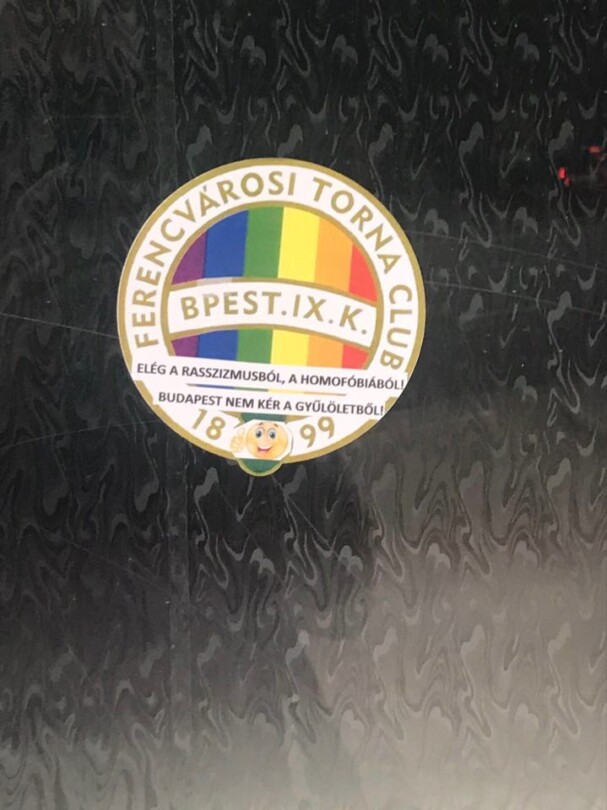 FERENCVÁROSI TORNA CLUB
BPEST.IX.K.
ELÉG A RASSZIZMUSBÓL, A HOMOFÓBIÁBÓL!
BUDAPEST NEM KÉR A GYŰLÖLETBŐL!
18 99